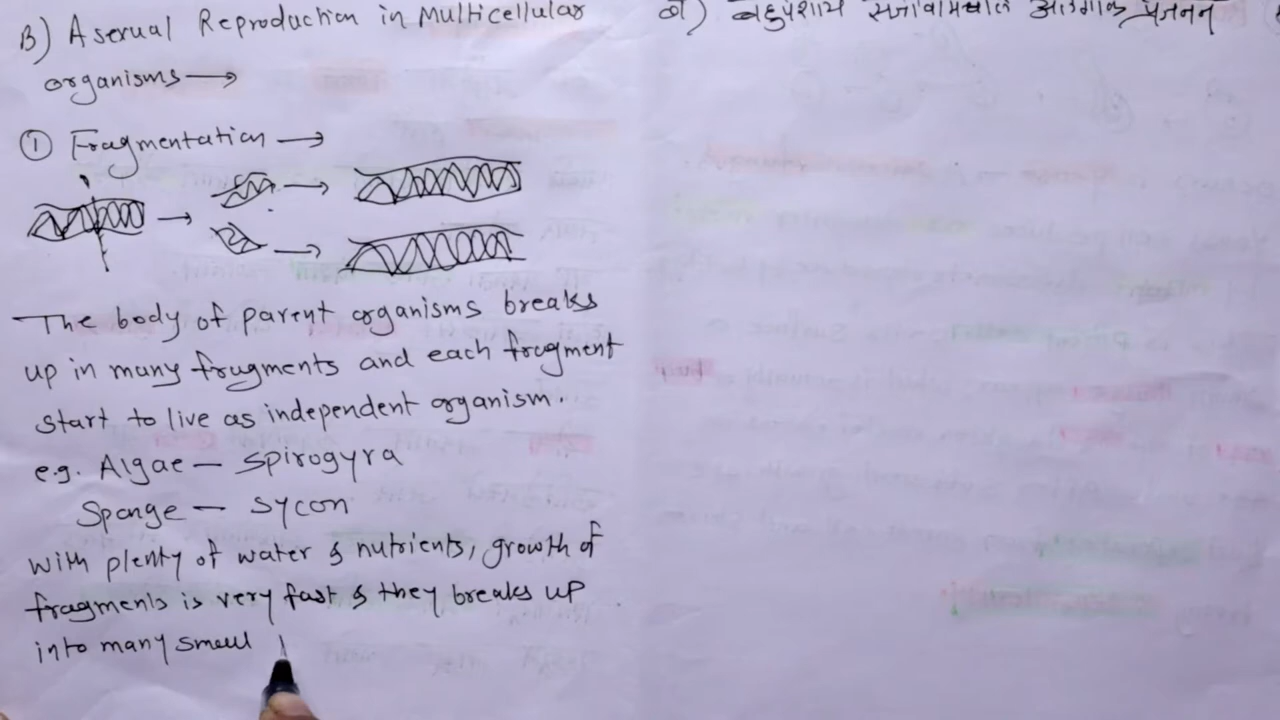 B) Asexual Reproduction in Multicellular
organisms →
① Fragmentation →
The body of parent organisms breaks
up in many fragments and each fragment
start to live as independent organism.
e.g. Algae — Spirogyra
Sponge — Sycon
With plenty of water & nutrients, growth of
fragments is very fast & they breaks up
into many small
ब)
प्रजनन